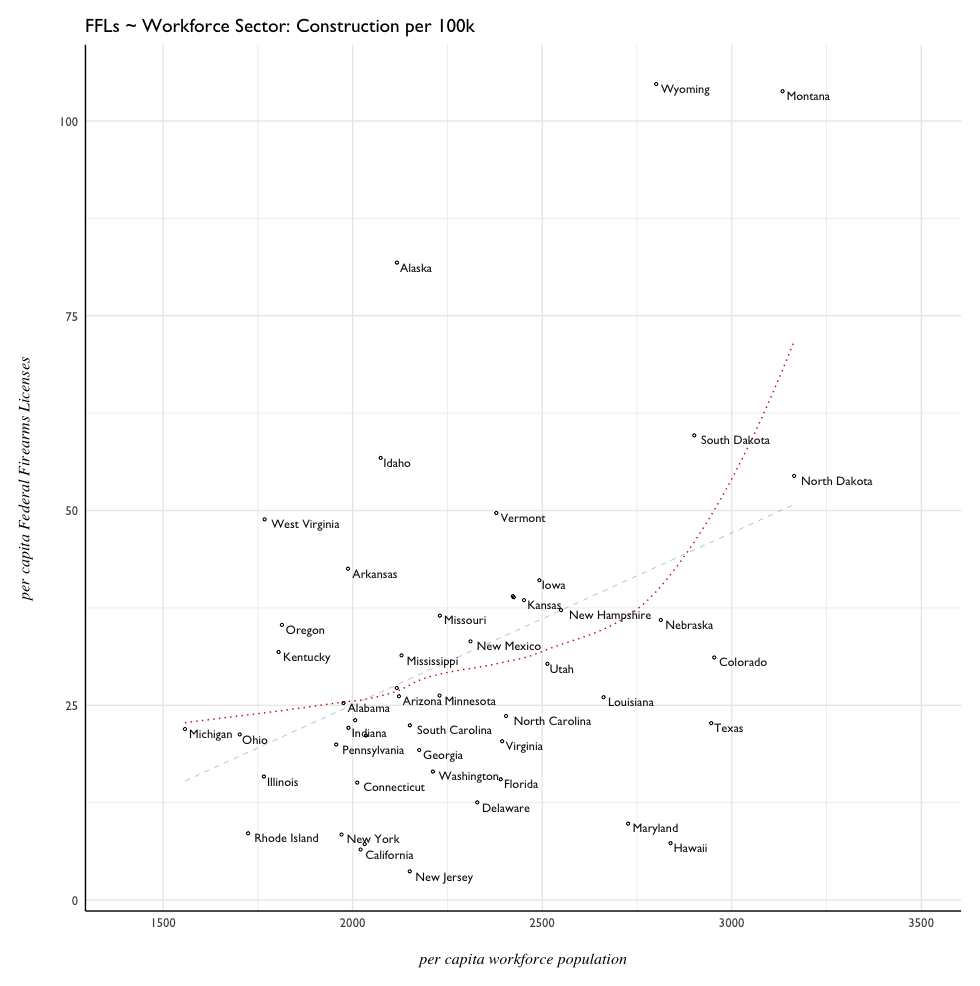 FFLs ~ Workforce Sector: Construction per 100k
per capita Federal Firearms Licenses
100
75
50
25
0
Wyoming
Montana
Alaska
South Dakota
Idaho
North Dakota
Vermont
West Virginia
Arkansas
Iowa
Kansas
New Hampshire
Missouri
Nebraska
Oregon
New Mexico
Kentucky
Mississippi
Colorado
Utah
Arizona
Minnesota
Louisiana
Alabama
North Carolina
Texas
South Carolina
Indiana
Michigan
Ohio
Virginia
Pennsylvania
Georgia
Washington
Illinois
Florida
Connecticut
Delaware
Maryland
Rhode Island
New York
Hawaii
California
New Jersey
1500
2000
2500
3000
3500
per capita workforce population